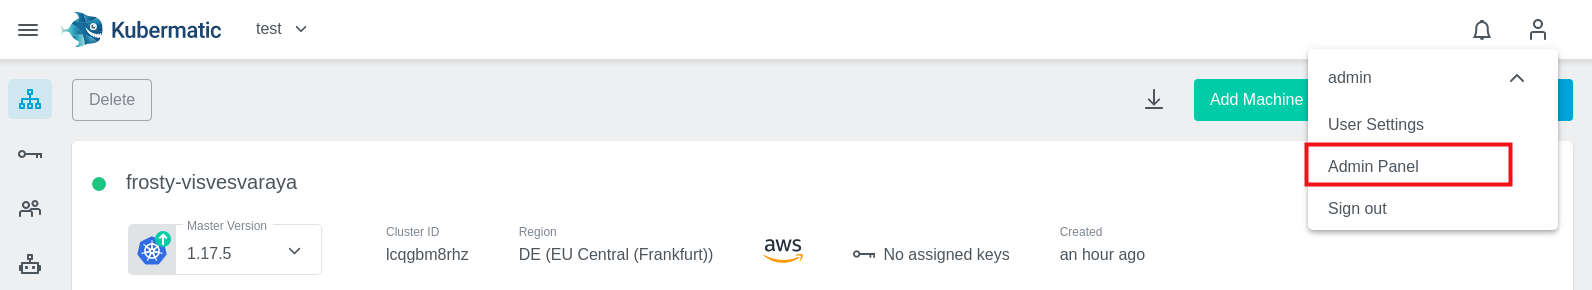 Kubermatic
test
admin
Delete
Add Machine
User Settings
Admin Panel
Sign out
frosty-visvesvaraya
Master Version
1.17.5
Cluster ID
lcqgbm8rhz
Region
DE (EU Central (Frankfurt))
aws
No assigned keys
Created
an hour ago